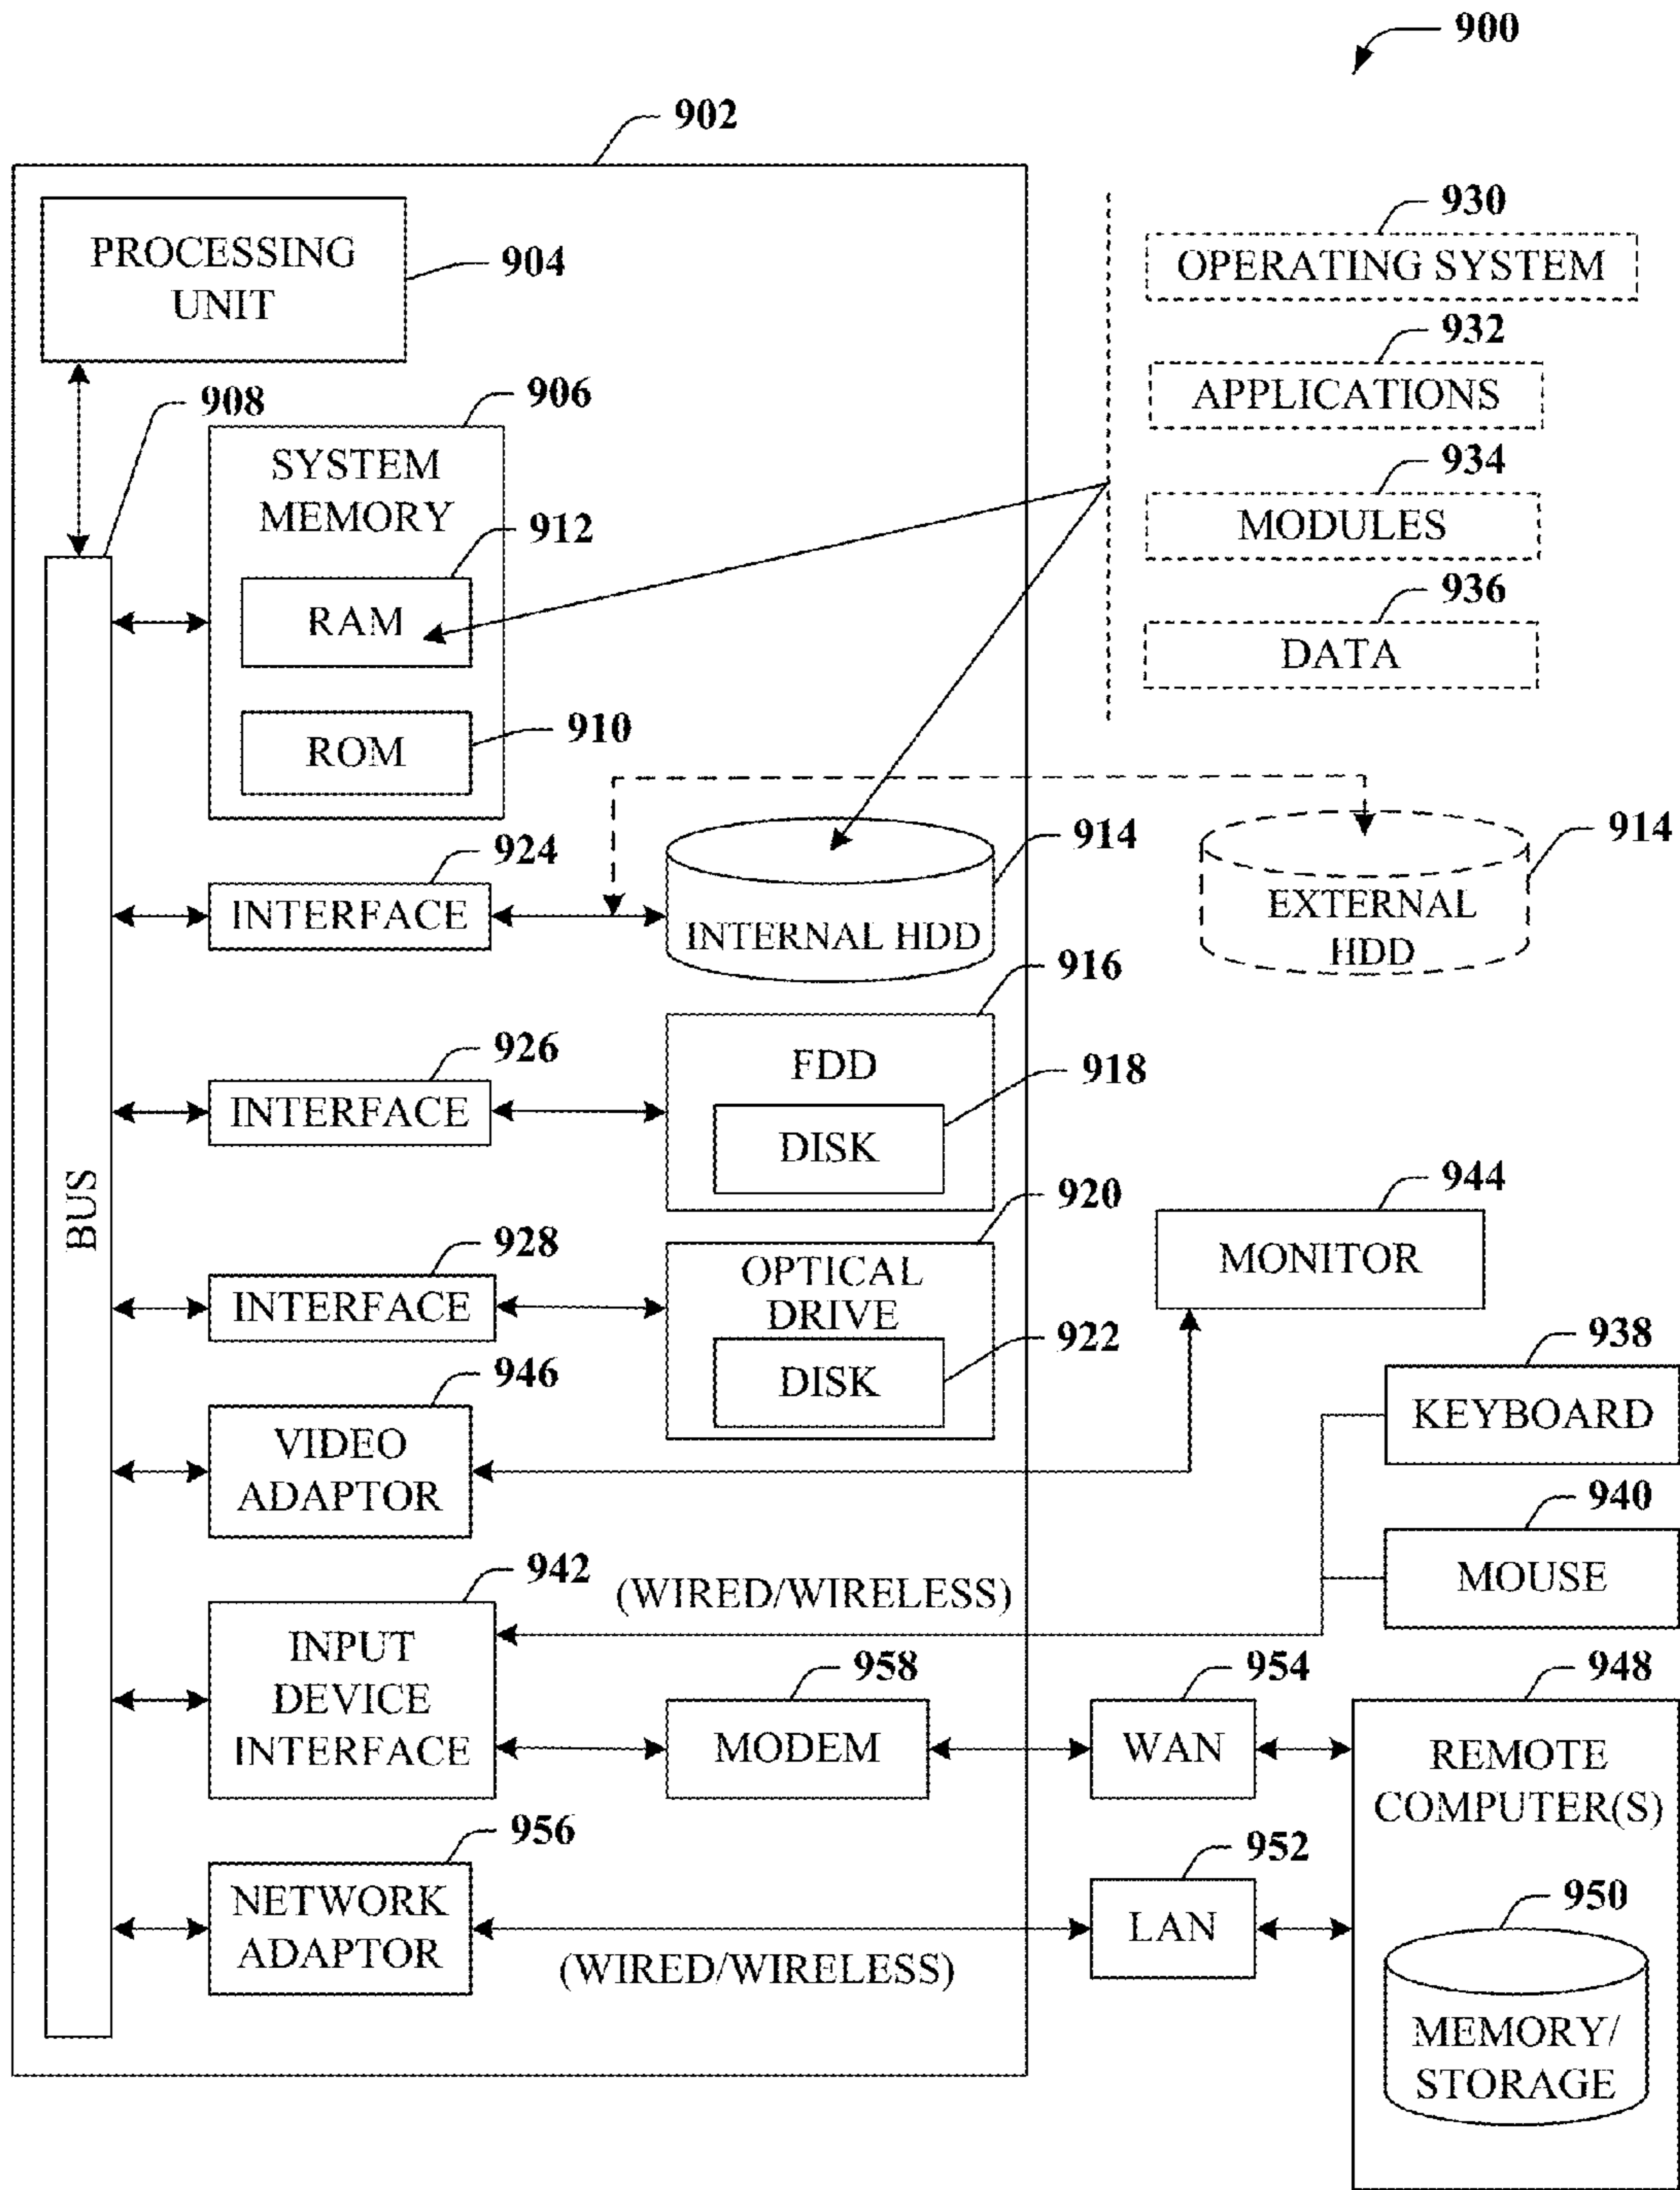 900
902
PROCESSING
UNIT
904
930
OPERATING SYSTEM
932
APPLICATIONS
934
MODULES
936
DATA
908
906
SYSTEM
MEMORY
912
RAM
910
ROM
BUS
924
INTERFACE
914
INTERNAL HDD
914
EXTERNAL
HDD
926
INTERFACE
916
FDD
918
DISK
928
INTERFACE
920
OPTICAL
DRIVE
922
DISK
944
MONITOR
946
VIDEO
ADAPTOR
938
KEYBOARD
940
MOUSE
942
INPUT
DEVICE
INTERFACE
(WIRED/WIRELESS)
958
MODEM
954
WAN
948
REMOTE
COMPUTER(S)
956
NETWORK
ADAPTOR
(WIRED/WIRELESS)
952
LAN
950
MEMORY/
STORAGE